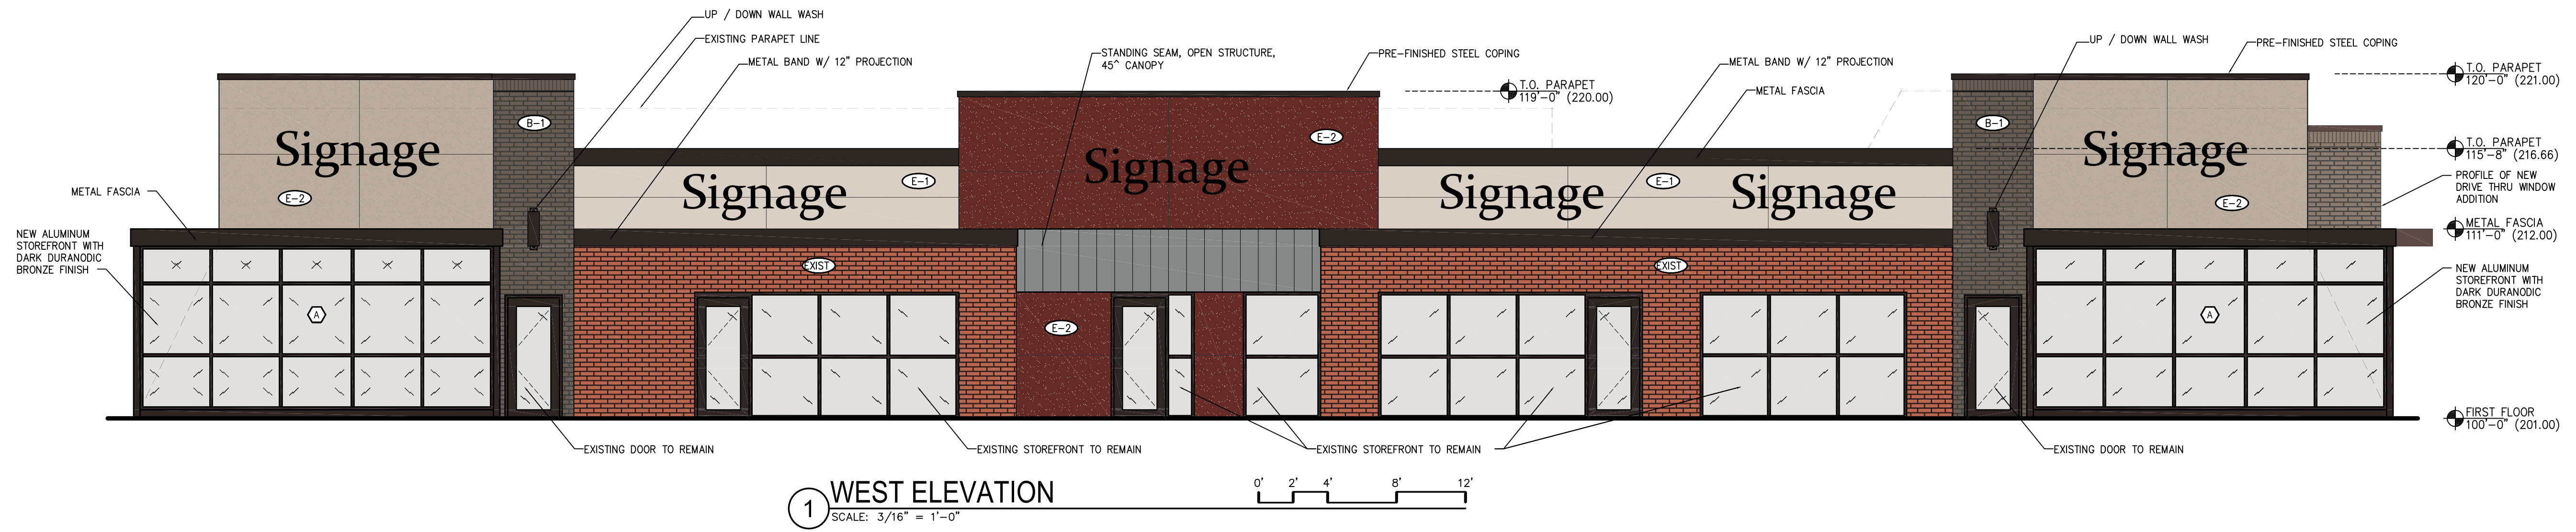 UP / DOWN WALL WASH
EXISTING PARAPET LINE
METAL BAND W/ 12" PROJECTION
STANDING SEAM, OPEN STRUCTURE,
45^ CANOPY
PRE-FINISHED STEEL COPING
T.O. PARAPET
119'-0" (220.00)
METAL BAND W/ 12" PROJECTION
METAL FASCIA
UP / DOWN WALL WASH
PRE-FINISHED STEEL COPING
T.O. PARAPET
120'-0" (221.00)
T.O. PARAPET
115'-8" (216.66)
PROFILE OF NEW
DRIVE THRU WINDOW
ADDITION
METAL FASCIA
111'-0" (212.00)
NEW ALUMINUM
STOREFRONT WITH
DARK DURANODIC
BRONZE FINISH
FIRST FLOOR
100'-0" (201.00)
METAL FASCIA
NEW ALUMINUM
STOREFRONT WITH
DARK DURANODIC
BRONZE FINISH
Signage
E-2
B-1
Signage
E-1
Signage
E-2
Signage
E-1
Signage
B-1
Signage
E-2
A
EXIST
E-2
EXIST
A
EXISTING DOOR TO REMAIN
EXISTING STOREFRONT TO REMAIN
EXISTING STOREFRONT TO REMAIN
EXISTING DOOR TO REMAIN
1
WEST ELEVATION
SCALE: 3/16" = 1'-0"
0' 2' 4' 8' 12'